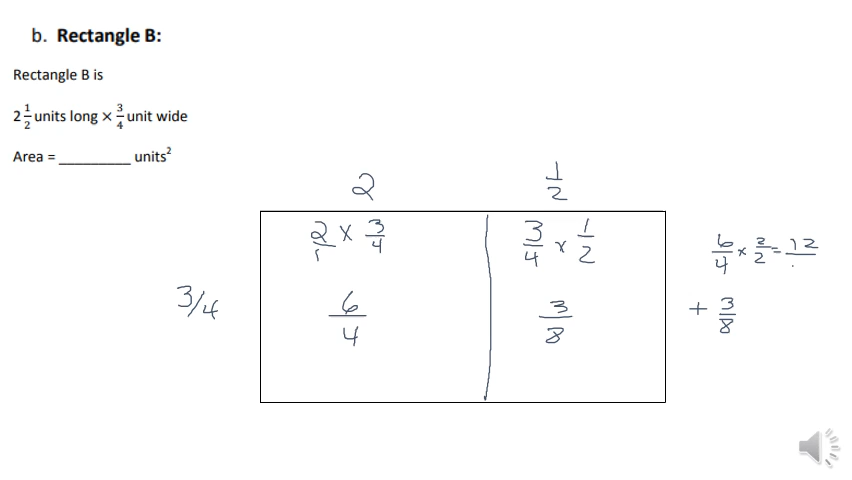 b. Rectangle B:
Rectangle B is
2 1/2 units long × 3/4 unit wide
Area = _________ units²
2
1/2
2/1 × 3/4
3/4 × 1/2
6/4 × 2/2 = 12/
3/4
6/4
3/8
+ 3/8